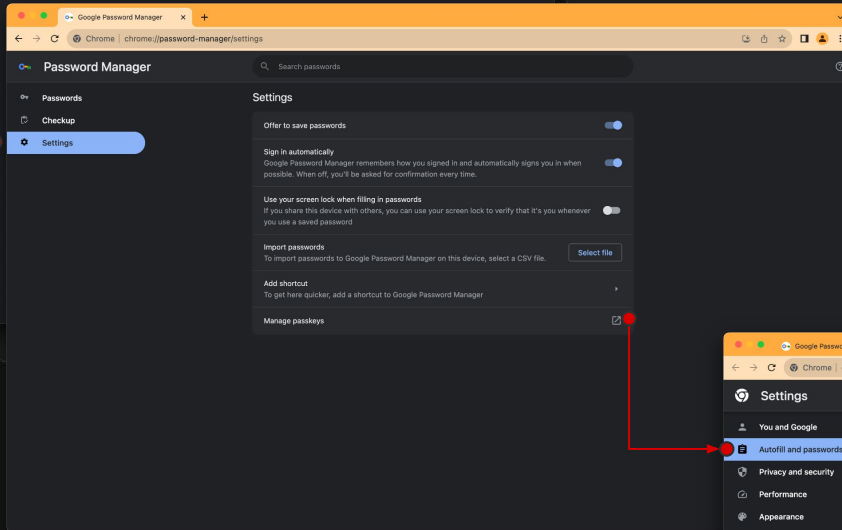 Google Password Manager
Chrome | chrome://password-manager/settings
Password Manager
Search passwords
Passwords
Checkup
Settings
Settings
Offer to save passwords
Sign in automatically
Google Password Manager remembers how you signed in and automatically signs you in when
possible. When off, you'll be asked for confirmation every time.
Use your screen lock when filling in passwords
If you share this device with others, you can use your screen lock to verify that it's you whenever
you use a saved password
Import passwords
To import passwords to Google Password Manager on this device, select a CSV file.
Select file
Add shortcut
To get here quicker, add a shortcut to Google Password Manager
Manage passkeys
Google Passwo
Chrome
Settings
You and Google
Autofill and passwords
Privacy and security
Performance
Appearance